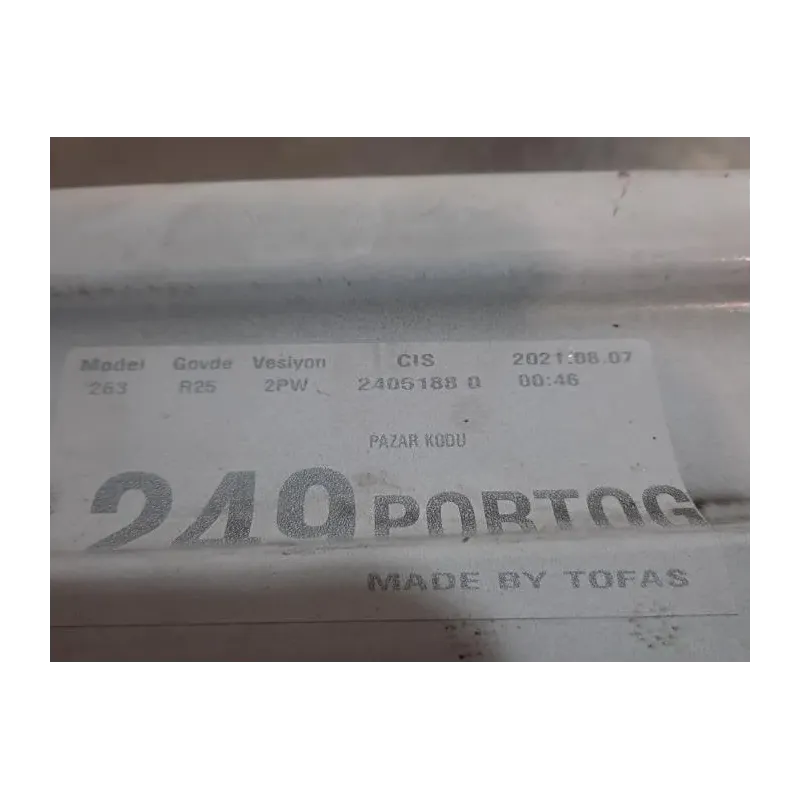 Model Govde Vesiyon CIS 2021.08.07
263 R25 2PW 2405188 0 00:46
PAZAR KODU
249 PORTOG
MADE BY TOFAS